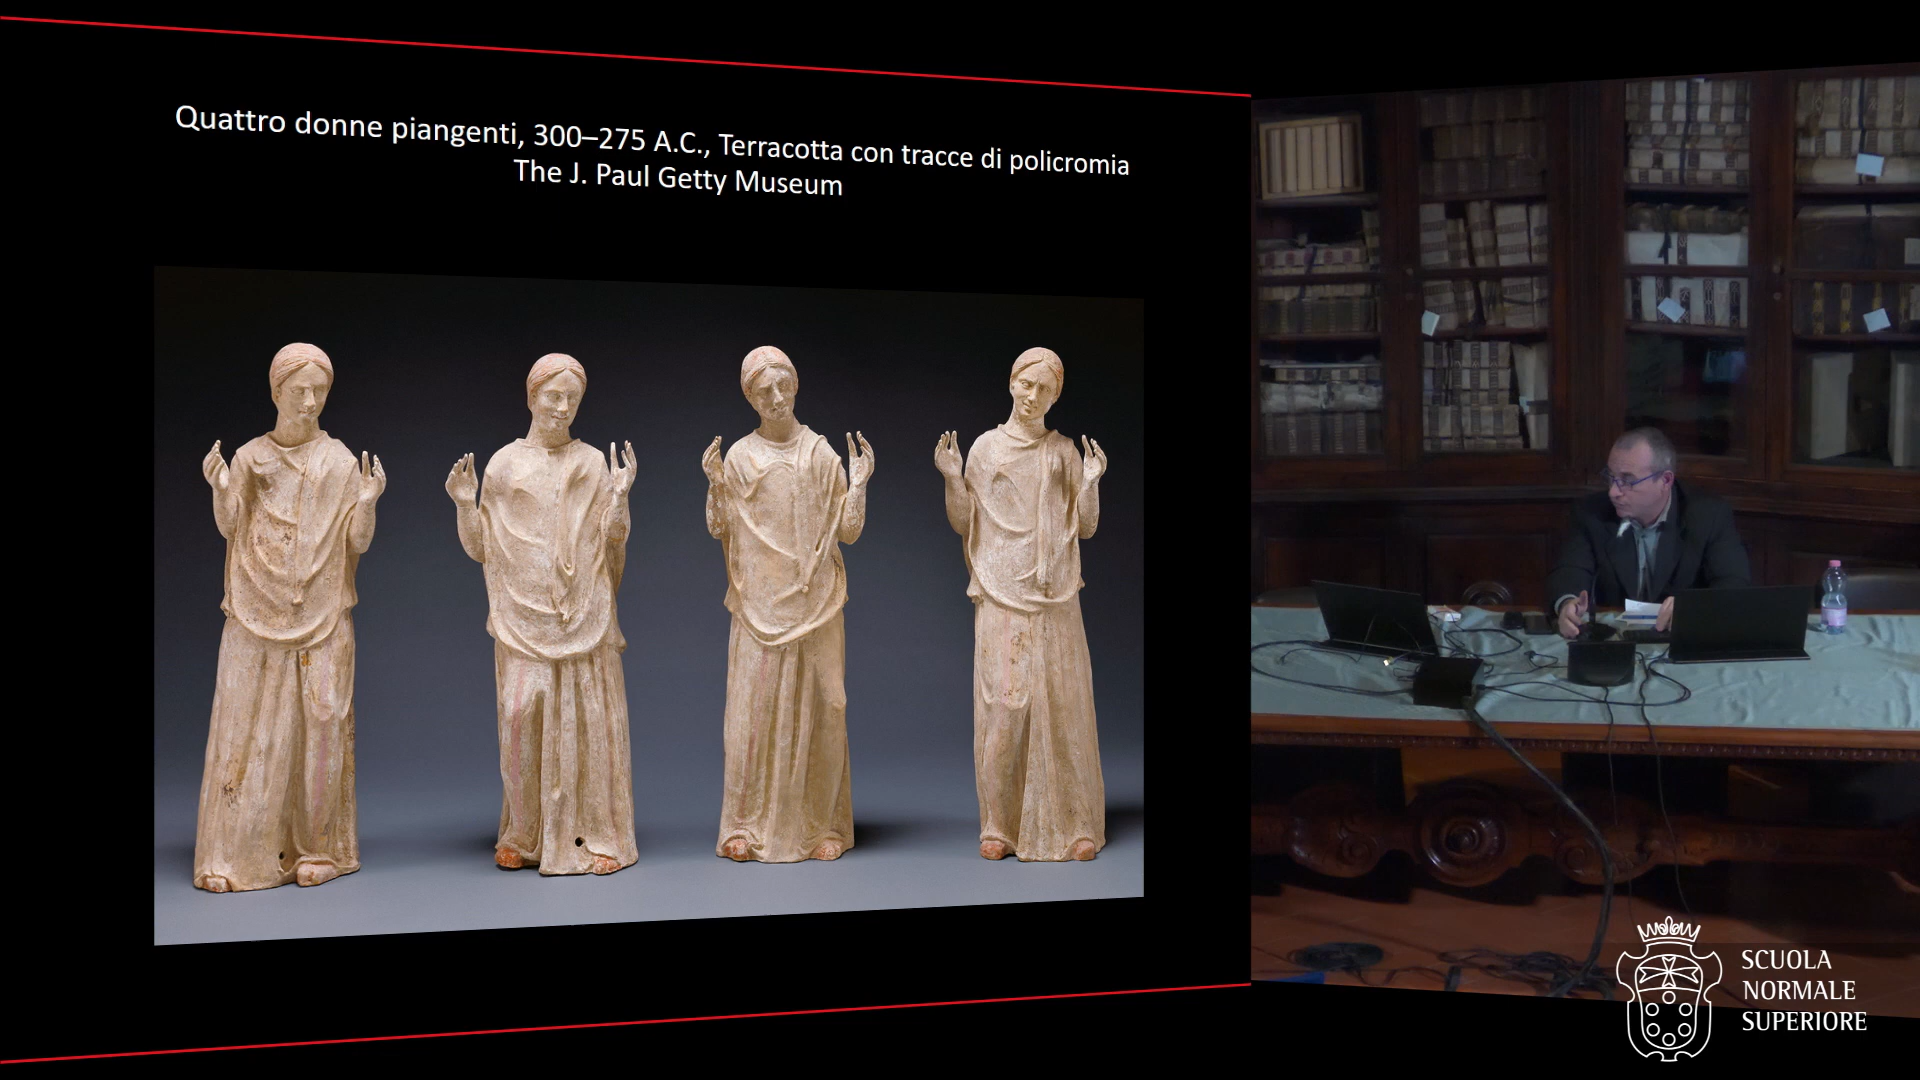 Quattro donne piangenti, 300–275 A.C., Terracotta con tracce di policromia
The J. Paul Getty Museum
SCUOLA
NORMALE
SUPERIORE